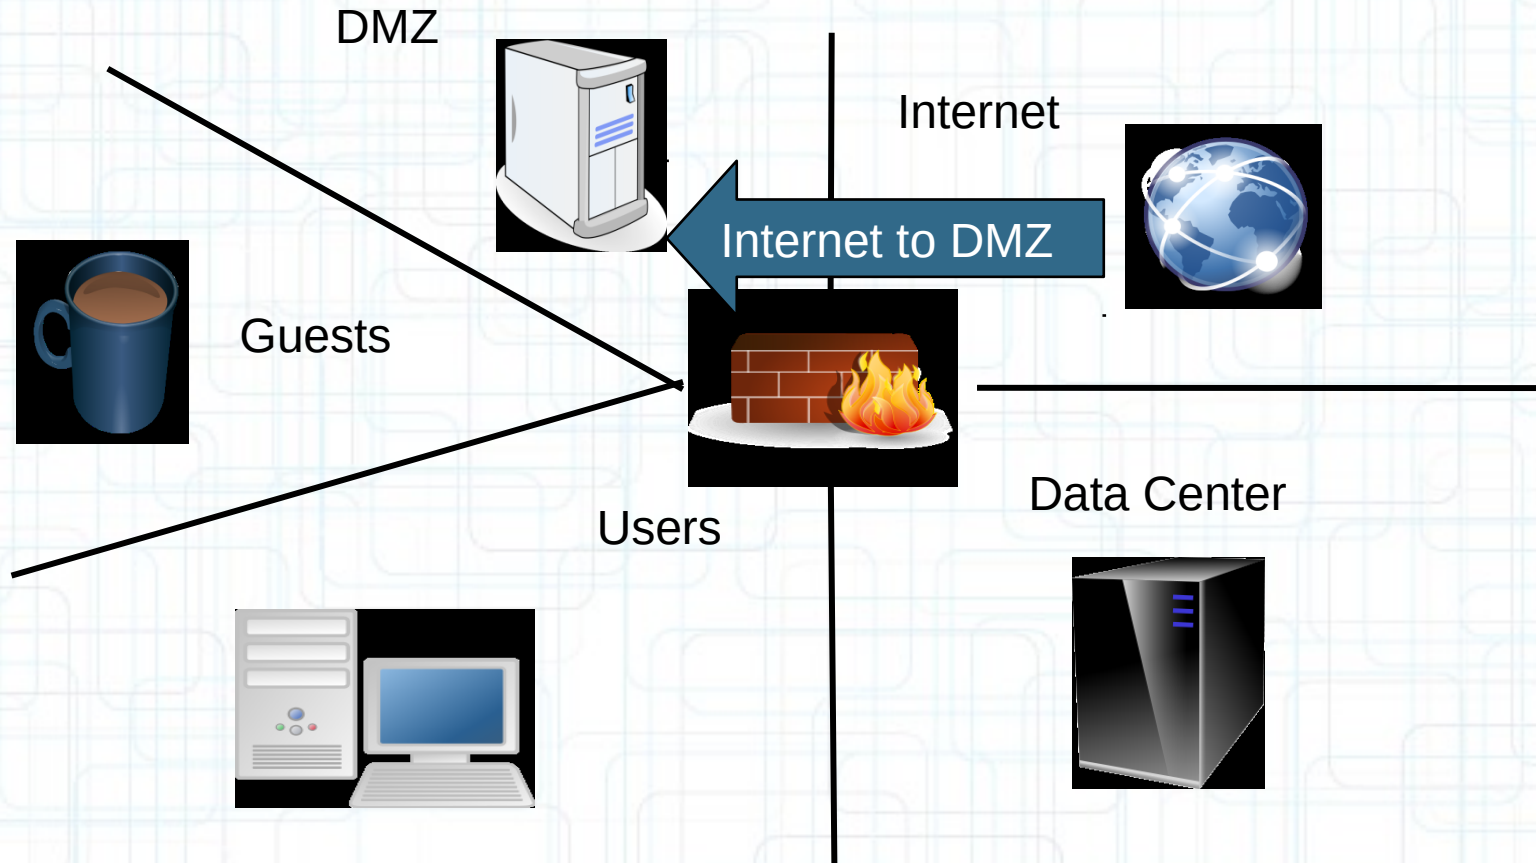 DMZ
Internet
Internet to DMZ
Guests
Data Center
Users